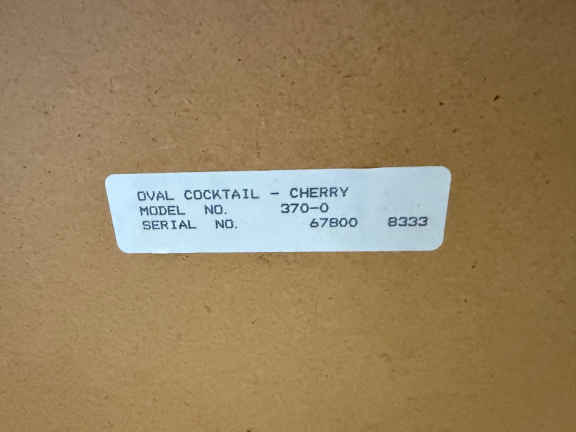 OVAL COCKTAIL - CHERRY
MODEL NO. 370-0
SERIAL NO. 67800 8333